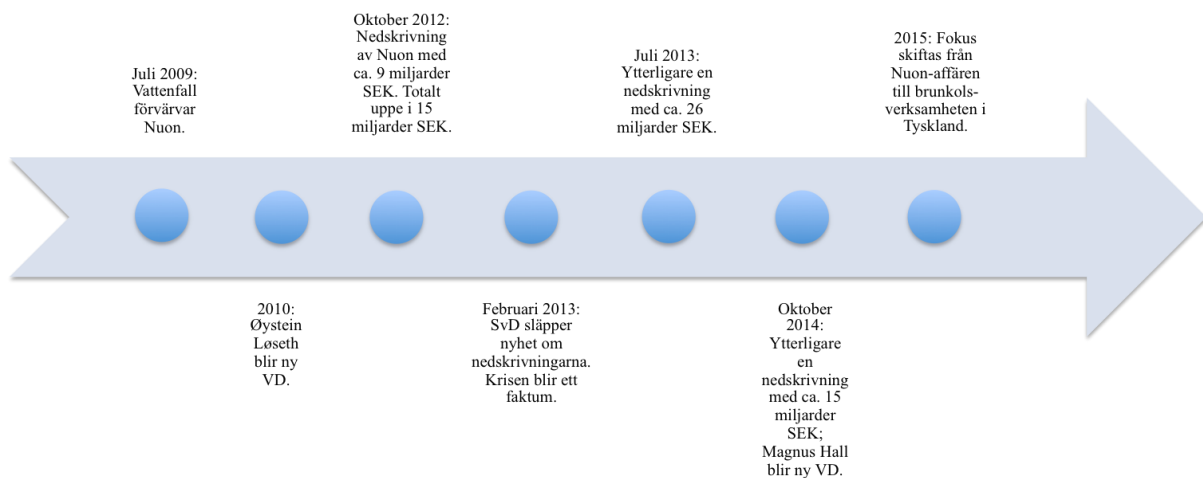 Juli 2009:
Vattenfall
förvärvar
Nuon.
2010:
Øystein
Løseth
blir ny
VD.
Oktober 2012:
Nedskrivning
av Nuon med
ca. 9 miljarder
SEK. Totalt
uppe i 15
miljarder SEK.
Februari 2013:
SvD släpper
nyhet om
nedskrivningarna.
Krisen blir ett
faktum.
Juli 2013:
Ytterligare en
nedskrivning
med ca. 26
miljarder SEK.
Oktober
2014:
Ytterligare
en
nedskrivning
med ca. 15
miljarder
SEK;
Magnus Hall
blir ny VD.
2015: Fokus
skiftas från
Nuon-affären
till brunkols-
verksamheten i
Tyskland.